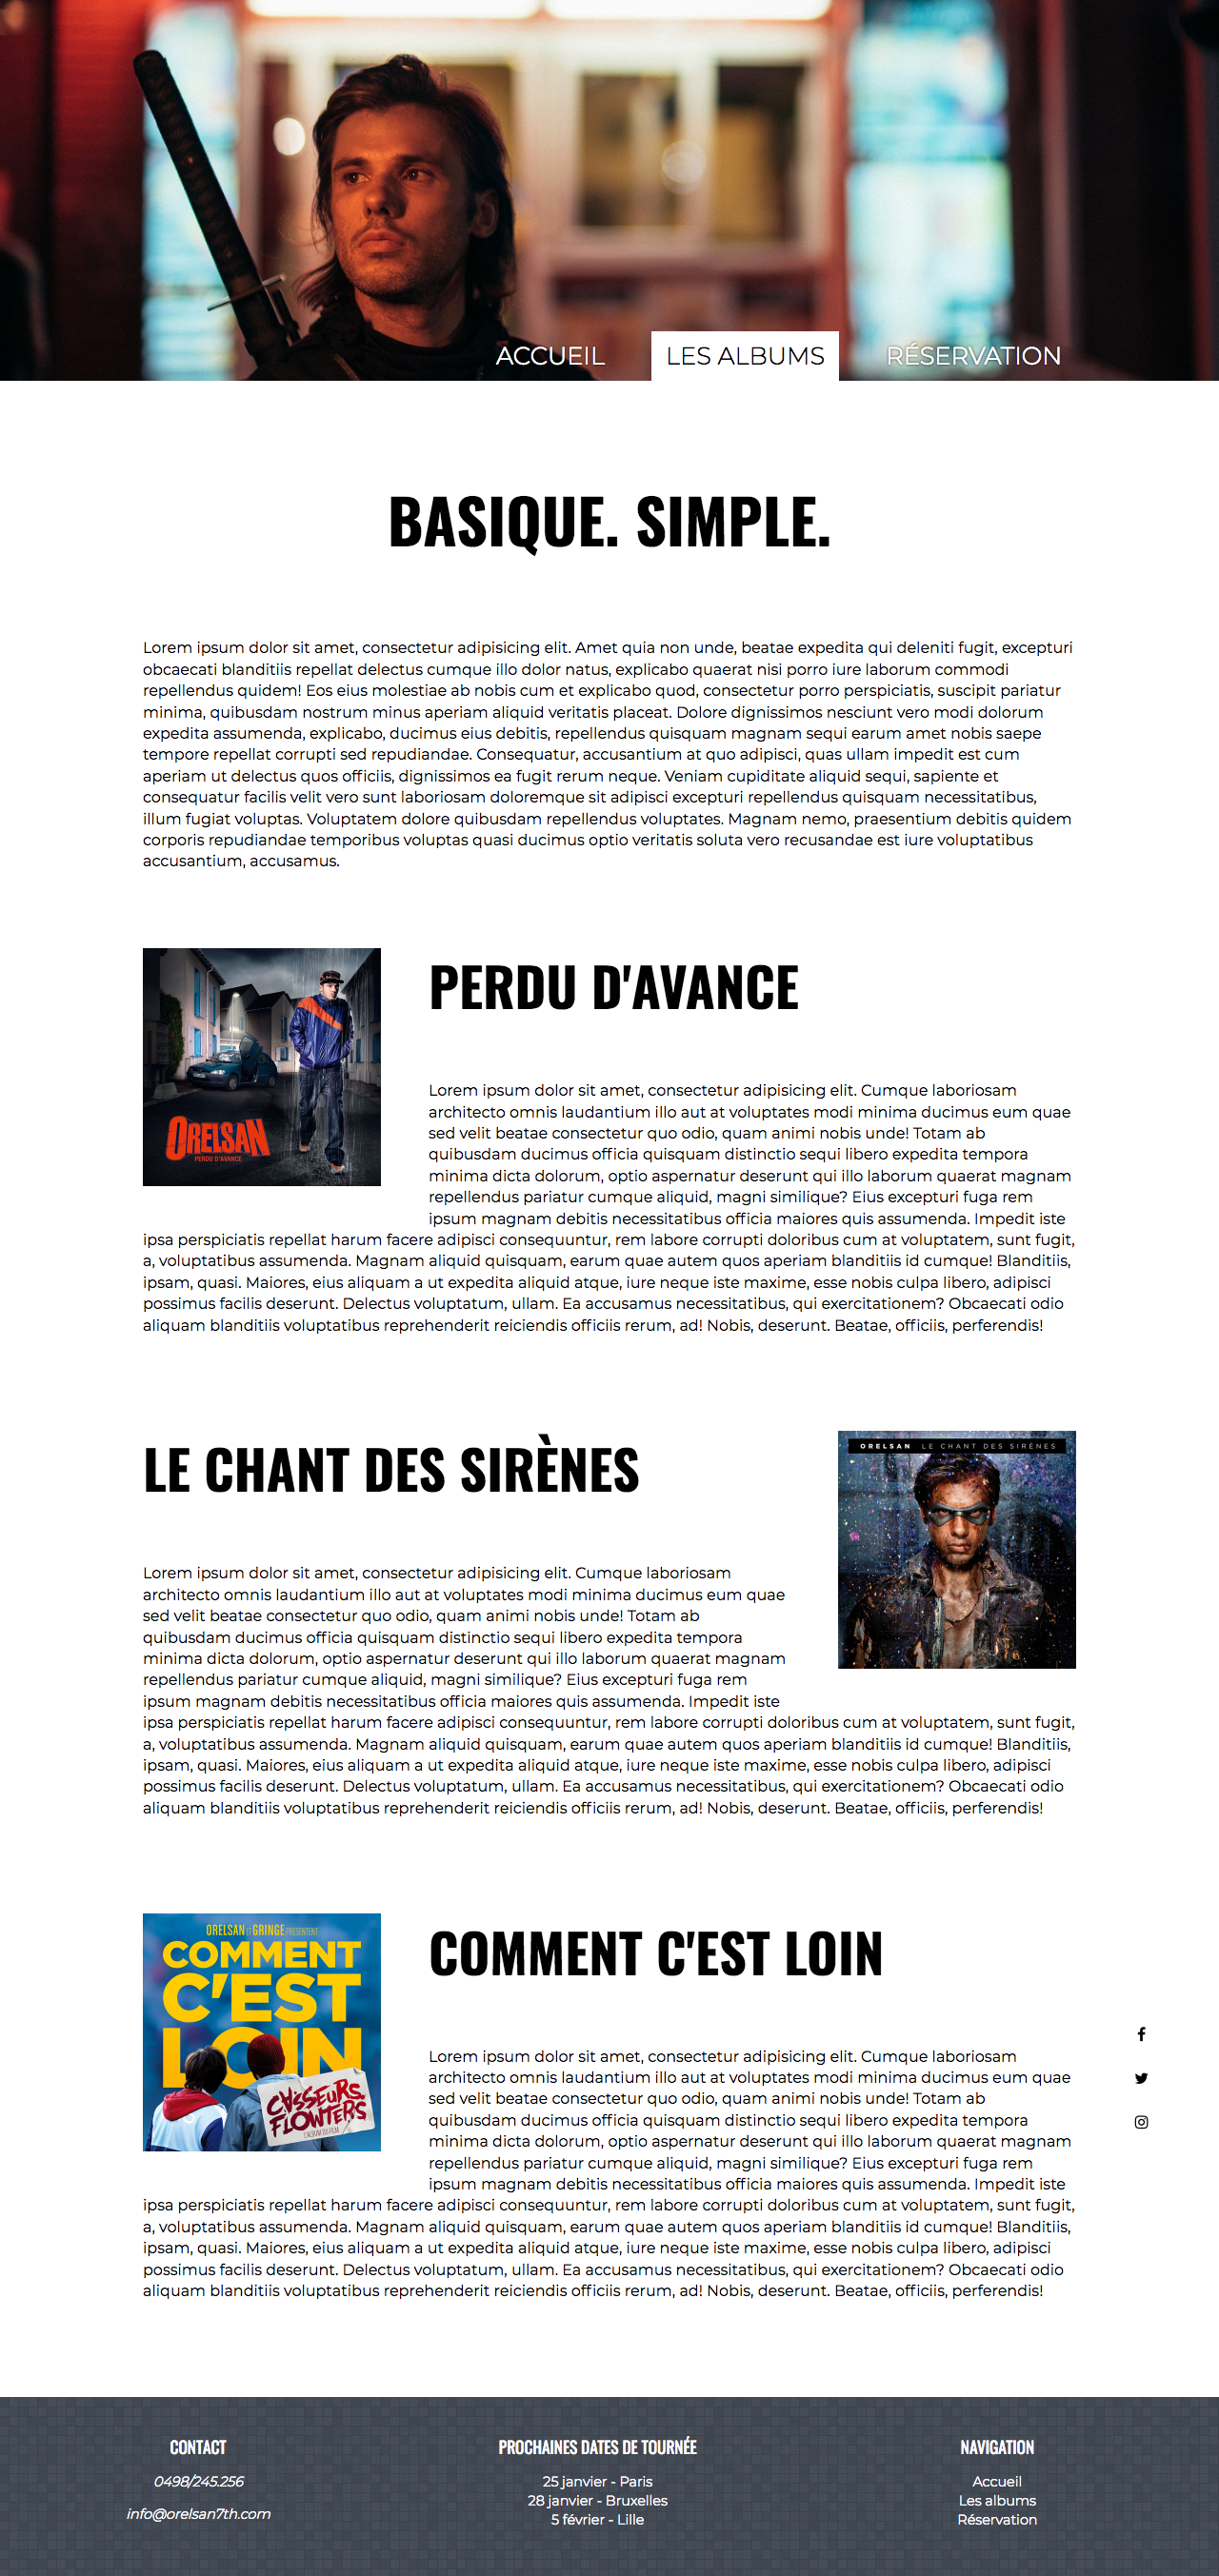 ACCUEIL
LES ALBUMS
RÉSERVATION
BASIQUE. SIMPLE.
Lorem ipsum dolor sit amet, consectetur adipisicing elit. Amet quia non unde, beatae expedita qui deleniti fugit, excepturi
obcaecati blanditiis repellat delectus cumque illo dolor natus, explicabo quaerat nisi porro iure laborum commodi
repellendus quidem! Eos eius molestiae ab nobis cum et explicabo quod, consectetur porro perspiciatis, suscipit pariatur
minima, quibusdam nostrum minus aperiam aliquid veritatis placeat. Dolore dignissimos nesciunt vero modi dolorum
expedita assumenda, explicabo, ducimus eius debitis, repellendus quisquam magnam sequi earum amet nobis saepe
tempore repellat corrupti sed repudiandae. Consequatur, accusantium at quo adipisci, quas ullam impedit est cum
aperiam ut delectus quos officiis, dignissimos ea fugit rerum neque. Veniam cupiditate aliquid sequi, sapiente et
consequatur facilis velit vero sunt laboriosam doloremque sit adipisci excepturi repellendus quisquam necessitatibus,
illum fugiat voluptas. Voluptatem dolore quibusdam repellendus voluptates. Magnam nemo, praesentium debitis quidem
corporis repudiandae temporibus voluptas quasi ducimus optio veritatis soluta vero recusandae est iure voluptatibus
accusantium, accusamus.
ORELSAN
PERDU D'AVANCE
PERDU D'AVANCE
Lorem ipsum dolor sit amet, consectetur adipisicing elit. Cumque laboriosam
architecto omnis laudantium illo aut at voluptates modi minima ducimus eum quae
sed velit beatae consectetur quo odio, quam animi nobis unde! Totam ab
quibusdam ducimus officia quisquam distinctio sequi libero expedita tempora
minima dicta dolorum, optio aspernatur deserunt qui illo laborum quaerat magnam
repellendus pariatur cumque aliquid, magni similique? Eius excepturi fuga rem
ipsum magnam debitis necessitatibus officia maiores quis assumenda. Impedit iste
ipsa perspiciatis repellat harum facere adipisci consequuntur, rem labore corrupti doloribus cum at voluptatem, sunt fugit,
a, voluptatibus assumenda. Magnam aliquid quisquam, earum quae autem quos aperiam blanditiis id cumque! Blanditiis,
ipsam, quasi. Maiores, eius aliquam a ut expedita aliquid atque, iure neque iste maxime, esse nobis culpa libero, adipisci
possimus facilis deserunt. Delectus voluptatum, ullam. Ea accusamus necessitatibus, qui exercitationem? Obcaecati odio
aliquam blanditiis voluptatibus reprehenderit reiciendis officiis rerum, ad! Nobis, deserunt. Beatae, officiis, perferendis!
LE CHANT DES SIRÈNES
ORELSAN LE CHANT DES SIRÈNES
Lorem ipsum dolor sit amet, consectetur adipisicing elit. Cumque laboriosam
architecto omnis laudantium illo aut at voluptates modi minima ducimus eum quae
sed velit beatae consectetur quo odio, quam animi nobis unde! Totam ab
quibusdam ducimus officia quisquam distinctio sequi libero expedita tempora
minima dicta dolorum, optio aspernatur deserunt qui illo laborum quaerat magnam
repellendus pariatur cumque aliquid, magni similique? Eius excepturi fuga rem
ipsum magnam debitis necessitatibus officia maiores quis assumenda. Impedit iste
ipsa perspiciatis repellat harum facere adipisci consequuntur, rem labore corrupti doloribus cum at voluptatem, sunt fugit,
a, voluptatibus assumenda. Magnam aliquid quisquam, earum quae autem quos aperiam blanditiis id cumque! Blanditiis,
ipsam, quasi. Maiores, eius aliquam a ut expedita aliquid atque, iure neque iste maxime, esse nobis culpa libero, adipisci
possimus facilis deserunt. Delectus voluptatum, ullam. Ea accusamus necessitatibus, qui exercitationem? Obcaecati odio
aliquam blanditiis voluptatibus reprehenderit reiciendis officiis rerum, ad! Nobis, deserunt. Beatae, officiis, perferendis!
ORELSAN ET GRINGE PRÉSENTENT
COMMENT
C'EST
LOIN
CASSEURS
FLOWTERS
L'ALBUM DU FILM
COMMENT C'EST LOIN
Lorem ipsum dolor sit amet, consectetur adipisicing elit. Cumque laboriosam
architecto omnis laudantium illo aut at voluptates modi minima ducimus eum quae
sed velit beatae consectetur quo odio, quam animi nobis unde! Totam ab
quibusdam ducimus officia quisquam distinctio sequi libero expedita tempora
minima dicta dolorum, optio aspernatur deserunt qui illo laborum quaerat magnam
repellendus pariatur cumque aliquid, magni similique? Eius excepturi fuga rem
ipsum magnam debitis necessitatibus officia maiores quis assumenda. Impedit iste
ipsa perspiciatis repellat harum facere adipisci consequuntur, rem labore corrupti doloribus cum at voluptatem, sunt fugit,
a, voluptatibus assumenda. Magnam aliquid quisquam, earum quae autem quos aperiam blanditiis id cumque! Blanditiis,
ipsam, quasi. Maiores, eius aliquam a ut expedita aliquid atque, iure neque iste maxime, esse nobis culpa libero, adipisci
possimus facilis deserunt. Delectus voluptatum, ullam. Ea accusamus necessitatibus, qui exercitationem? Obcaecati odio
aliquam blanditiis voluptatibus reprehenderit reiciendis officiis rerum, ad! Nobis, deserunt. Beatae, officiis, perferendis!
CONTACT
0498/245.256
info@orelsan7th.com
PROCHAINES DATES DE TOURNÉE
25 janvier - Paris
28 janvier - Bruxelles
5 février - Lille
NAVIGATION
Accueil
Les albums
Réservation